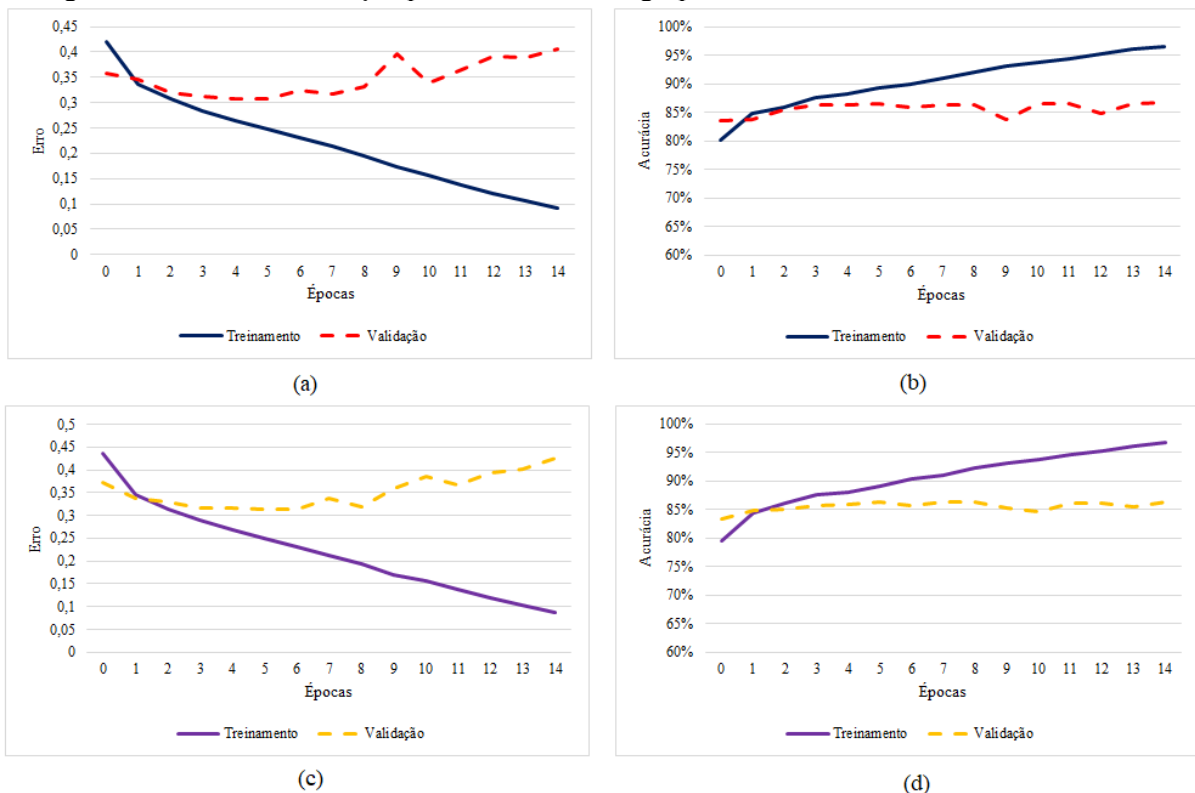 0,45
0,4
0,35
0,3
0,25
0,2
0,15
0,1
0,05
0
Erro
0 1 2 3 4 5 6 7 8 9 10 11 12 13 14
Épocas
Treinamento Validação
(a)
100%
95%
90%
85%
80%
75%
70%
65%
60%
Acurácia
0 1 2 3 4 5 6 7 8 9 10 11 12 13 14
Épocas
Treinamento Validação
(b)
0,5
0,45
0,4
0,35
0,3
0,25
0,2
0,15
0,1
0,05
0
Erro
0 1 2 3 4 5 6 7 8 9 10 11 12 13 14
Épocas
Treinamento Validação
(c)
100%
95%
90%
85%
80%
75%
70%
65%
60%
Acurácia
0 1 2 3 4 5 6 7 8 9 10 11 12 13 14
Épocas
Treinamento Validação
(d)